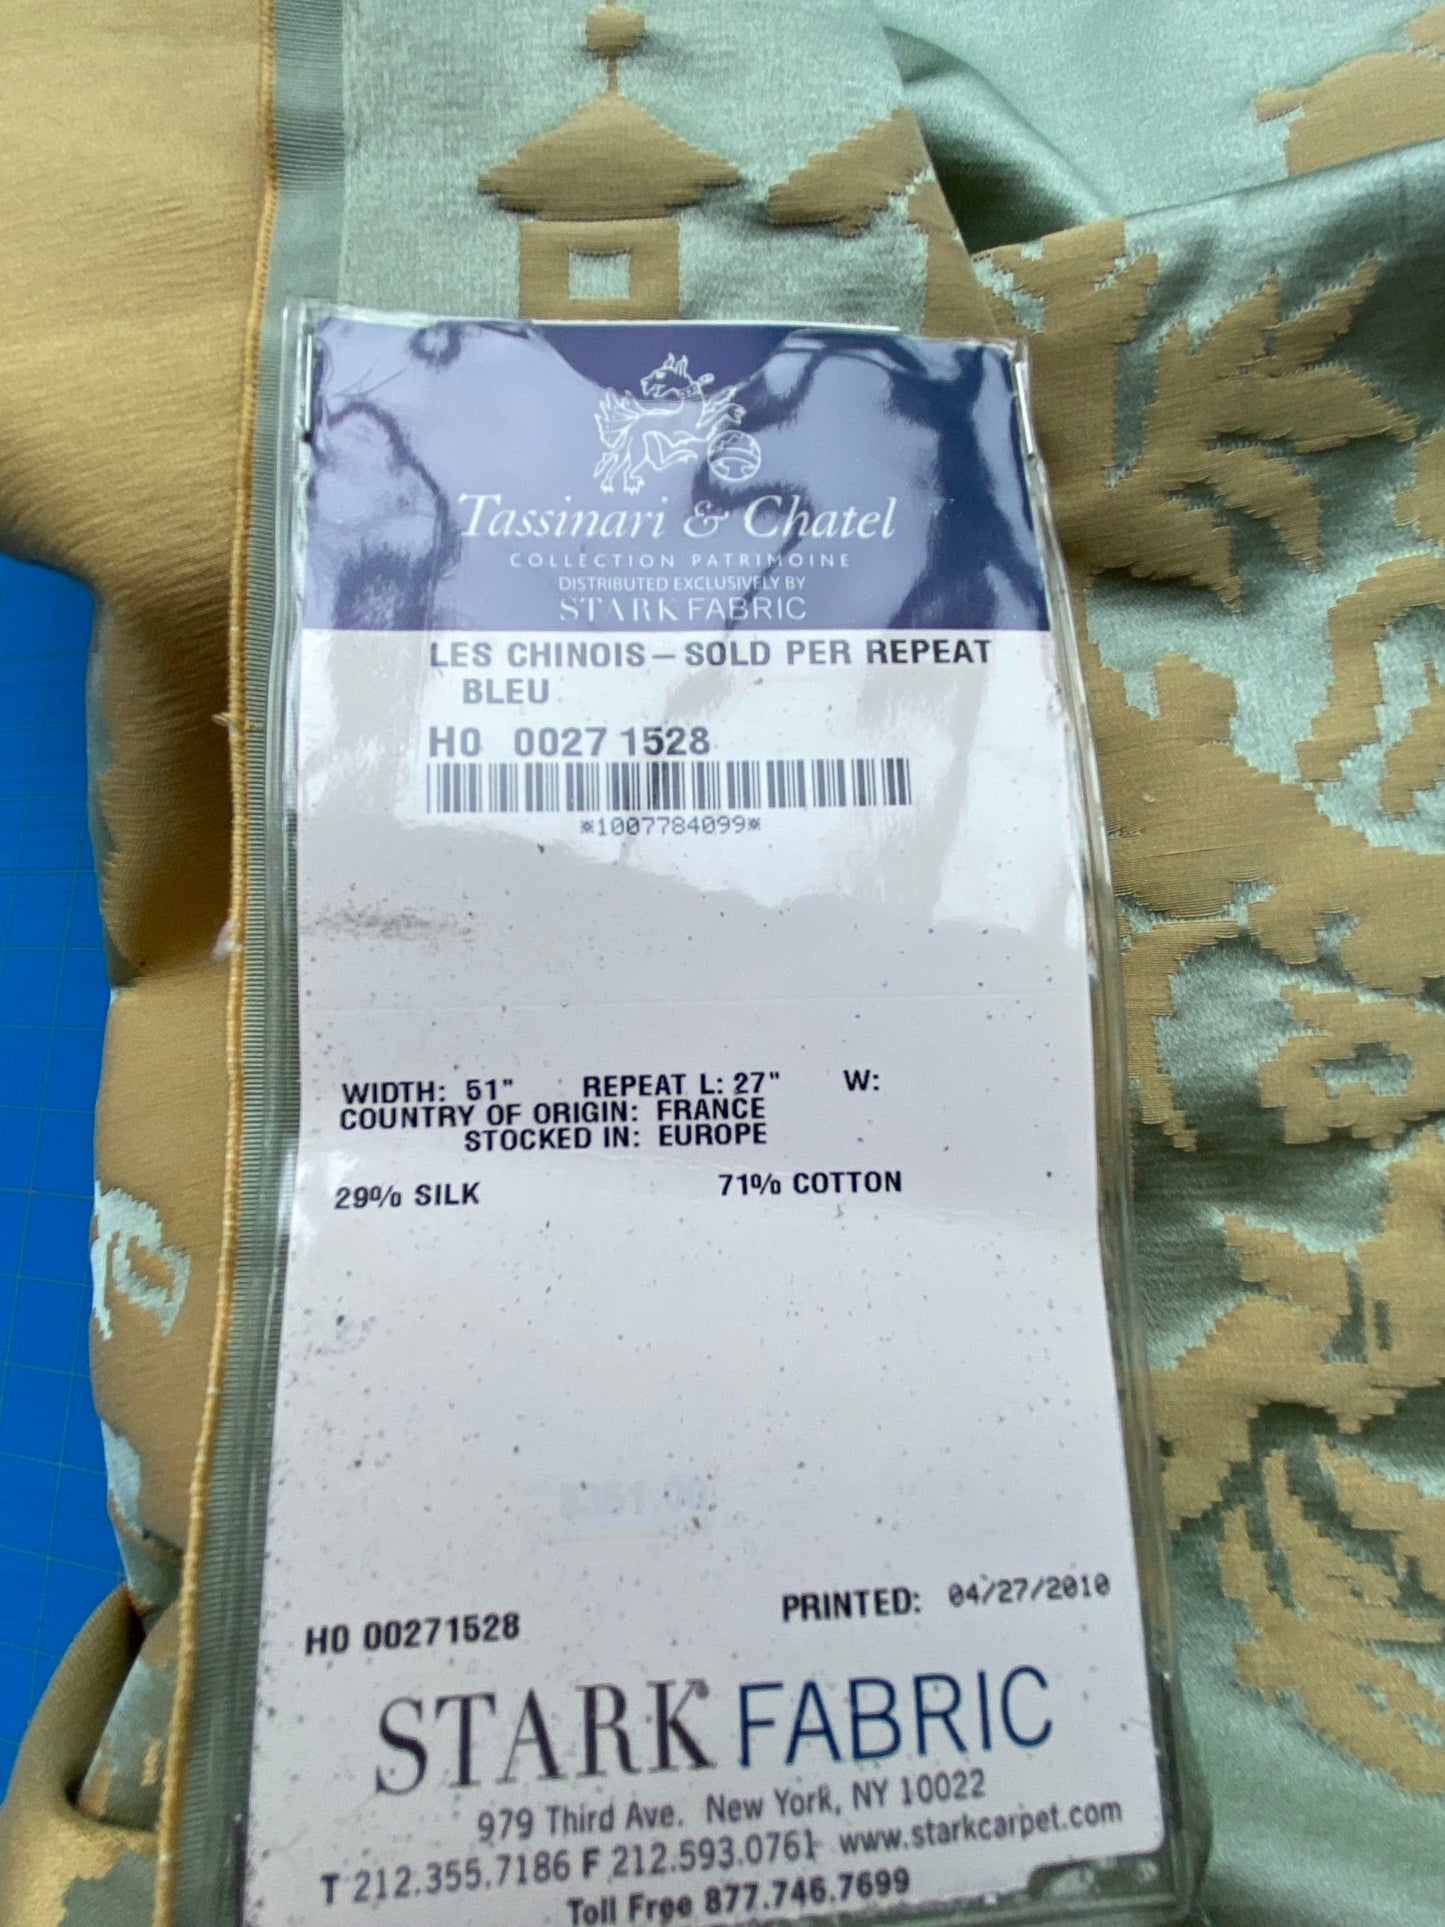 Tassinari & Chatel
COLLECTION PATRIMOINE
DISTRIBUTED EXCLUSIVELY BY
STARK FABRIC
LES CHINOIS – SOLD PER REPEAT
BLEU
H0 0027 1528
*1007784099*
WIDTH: 51" REPEAT L: 27" W:
COUNTRY OF ORIGIN: FRANCE
STOCKED IN: EUROPE
29% SILK 71% COTTON
H0 00271528 PRINTED: 04/27/2010
STARK FABRIC
979 Third Ave. New York, NY 10022
T 212.355.7186 F 212.593.0761 www.starkcarpet.com
Toll Free 877.746.7699